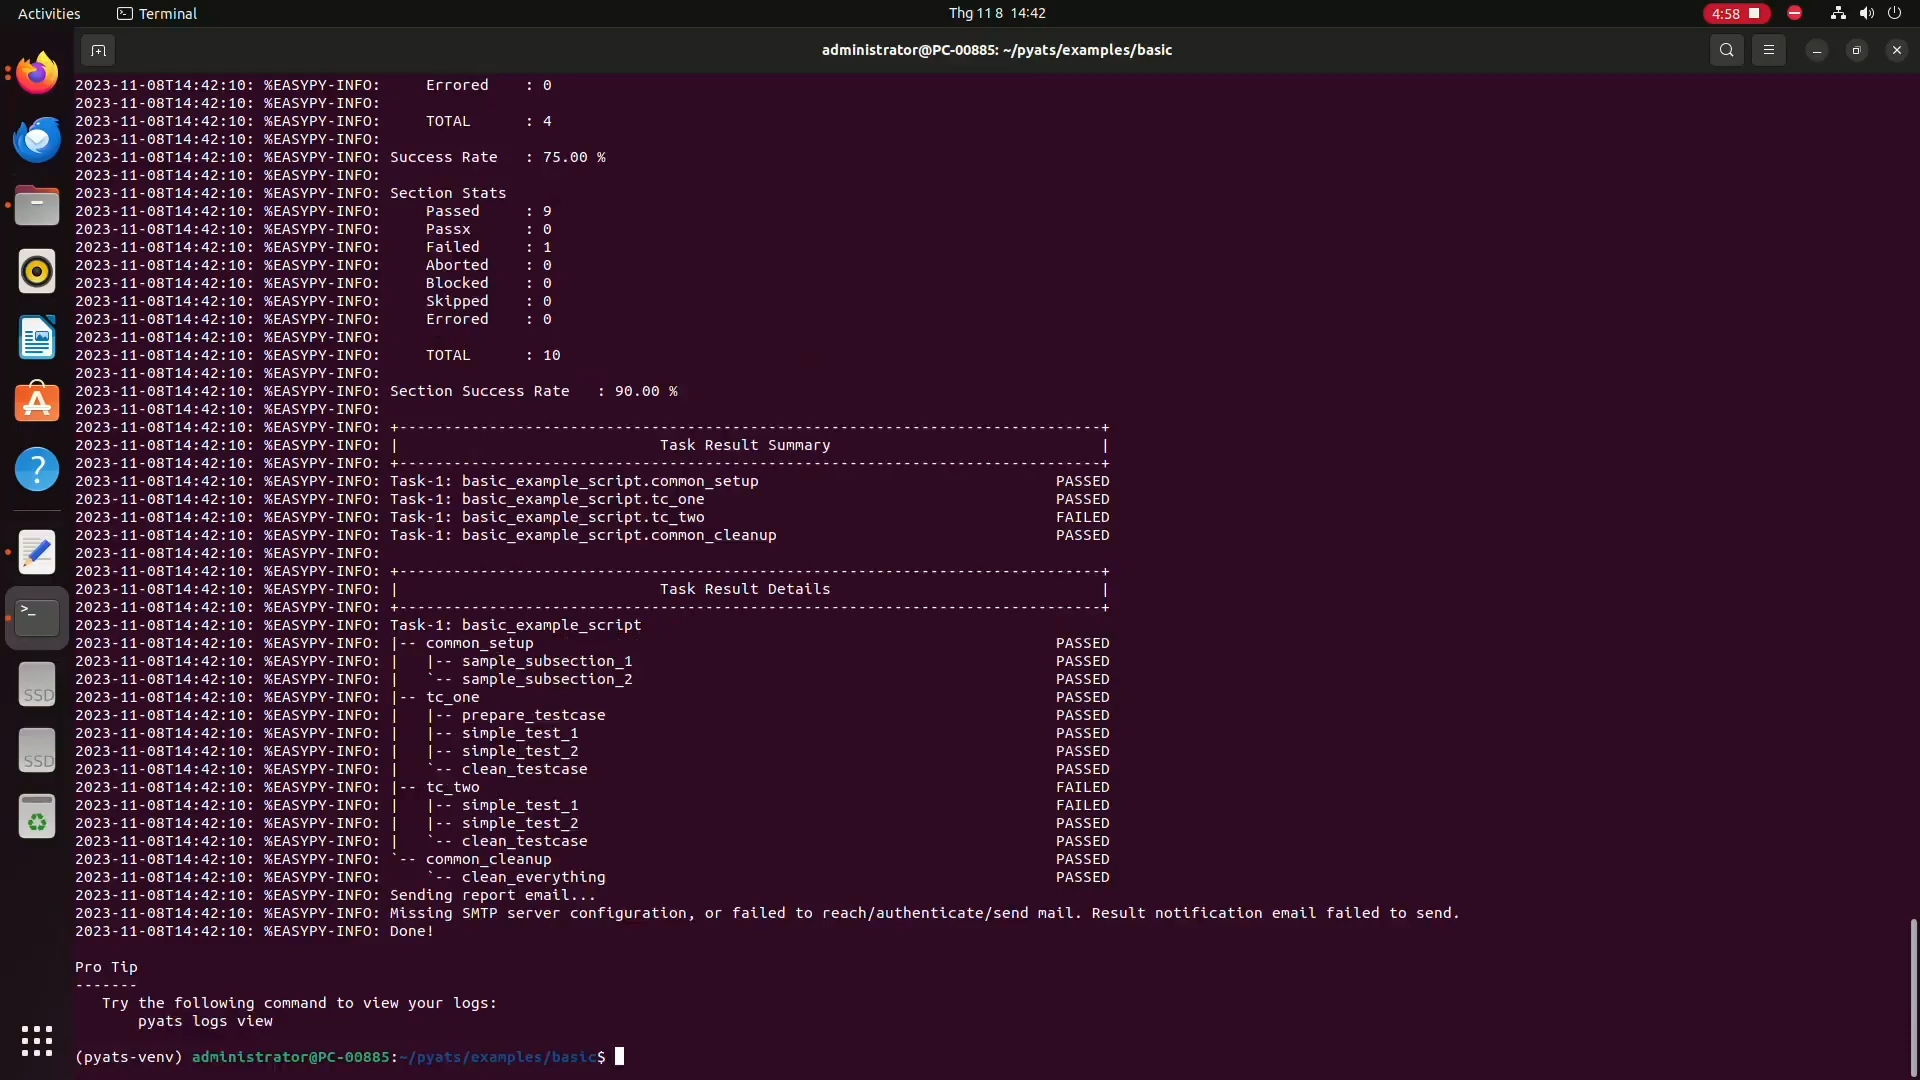 Activities Terminal Thg 11 8 14:42 4:58
administrator@PC-00885: ~/pyats/examples/basic
2023-11-08T14:42:10: %EASYPY-INFO:     Errored    : 0
2023-11-08T14:42:10: %EASYPY-INFO:
2023-11-08T14:42:10: %EASYPY-INFO:     TOTAL      : 4
2023-11-08T14:42:10: %EASYPY-INFO:
2023-11-08T14:42:10: %EASYPY-INFO: Success Rate   : 75.00 %
2023-11-08T14:42:10: %EASYPY-INFO:
2023-11-08T14:42:10: %EASYPY-INFO: Section Stats
2023-11-08T14:42:10: %EASYPY-INFO:     Passed     : 9
2023-11-08T14:42:10: %EASYPY-INFO:     Passx      : 0
2023-11-08T14:42:10: %EASYPY-INFO:     Failed     : 1
2023-11-08T14:42:10: %EASYPY-INFO:     Aborted    : 0
2023-11-08T14:42:10: %EASYPY-INFO:     Blocked    : 0
2023-11-08T14:42:10: %EASYPY-INFO:     Skipped    : 0
2023-11-08T14:42:10: %EASYPY-INFO:     Errored    : 0
2023-11-08T14:42:10: %EASYPY-INFO:
2023-11-08T14:42:10: %EASYPY-INFO:     TOTAL      : 10
2023-11-08T14:42:10: %EASYPY-INFO:
2023-11-08T14:42:10: %EASYPY-INFO: Section Success Rate   : 90.00 %
2023-11-08T14:42:10: %EASYPY-INFO:
2023-11-08T14:42:10: %EASYPY-INFO: +------------------------------------------------------------------------------+
2023-11-08T14:42:10: %EASYPY-INFO: |                             Task Result Summary                              |
2023-11-08T14:42:10: %EASYPY-INFO: +------------------------------------------------------------------------------+
2023-11-08T14:42:10: %EASYPY-INFO: Task-1: basic_example_script.common_setup                                 PASSED
2023-11-08T14:42:10: %EASYPY-INFO: Task-1: basic_example_script.tc_one                                       PASSED
2023-11-08T14:42:10: %EASYPY-INFO: Task-1: basic_example_script.tc_two                                       FAILED
2023-11-08T14:42:10: %EASYPY-INFO: Task-1: basic_example_script.common_cleanup                               PASSED
2023-11-08T14:42:10: %EASYPY-INFO:
2023-11-08T14:42:10: %EASYPY-INFO: +------------------------------------------------------------------------------+
2023-11-08T14:42:10: %EASYPY-INFO: |                             Task Result Details                              |
2023-11-08T14:42:10: %EASYPY-INFO: +------------------------------------------------------------------------------+
2023-11-08T14:42:10: %EASYPY-INFO: Task-1: basic_example_script
2023-11-08T14:42:10: %EASYPY-INFO: |-- common_setup                                                          PASSED
2023-11-08T14:42:10: %EASYPY-INFO: |   |-- sample_subsection_1                                               PASSED
2023-11-08T14:42:10: %EASYPY-INFO: |   `-- sample_subsection_2                                               PASSED
2023-11-08T14:42:10: %EASYPY-INFO: |-- tc_one                                                                PASSED
2023-11-08T14:42:10: %EASYPY-INFO: |   |-- prepare_testcase                                                  PASSED
2023-11-08T14:42:10: %EASYPY-INFO: |   |-- simple_test_1                                                     PASSED
2023-11-08T14:42:10: %EASYPY-INFO: |   |-- simple_test_2                                                     PASSED
2023-11-08T14:42:10: %EASYPY-INFO: |   `-- clean_testcase                                                    PASSED
2023-11-08T14:42:10: %EASYPY-INFO: |-- tc_two                                                                FAILED
2023-11-08T14:42:10: %EASYPY-INFO: |   |-- simple_test_1                                                     FAILED
2023-11-08T14:42:10: %EASYPY-INFO: |   |-- simple_test_2                                                     PASSED
2023-11-08T14:42:10: %EASYPY-INFO: |   `-- clean_testcase                                                    PASSED
2023-11-08T14:42:10: %EASYPY-INFO: `-- common_cleanup                                                        PASSED
2023-11-08T14:42:10: %EASYPY-INFO:     `-- clean_everything                                                  PASSED
2023-11-08T14:42:10: %EASYPY-INFO: Sending report email...
2023-11-08T14:42:10: %EASYPY-INFO: Missing SMTP server configuration, or failed to reach/authenticate/send mail. Result notification email failed to send.
2023-11-08T14:42:10: %EASYPY-INFO: Done!
Pro Tip
-------
   Try the following command to view your logs:
       pyats logs view
(pyats-venv) administrator@PC-00885:~/pyats/examples/basic$
SSD
SSD